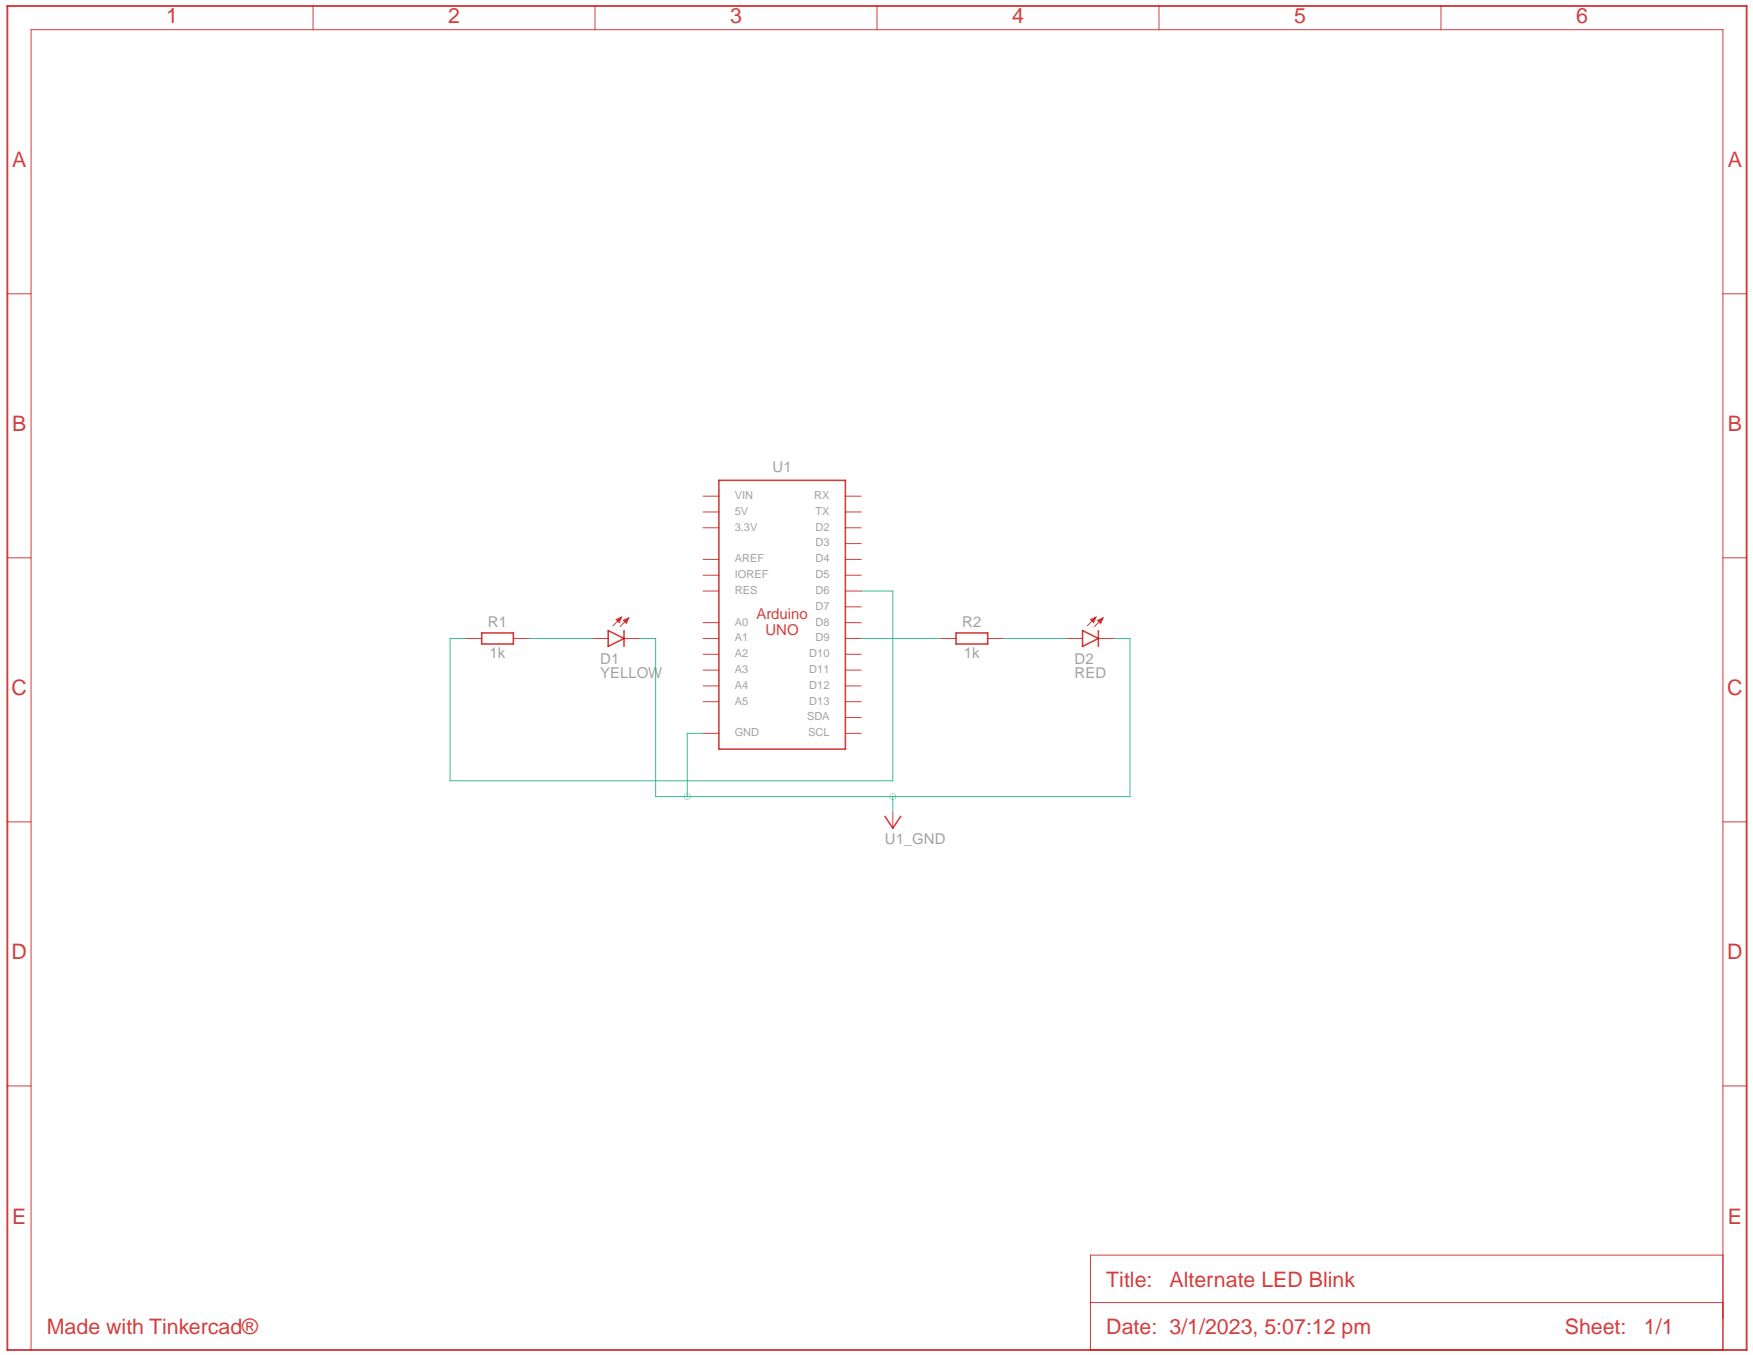 1 2 3 4 5 6
A A
B B
U1
VIN RX
5V TX
3.3V D2
D3
AREF D4
IOREF D5
RES D6
D7
Arduino
UNO
A0 D8
A1 D9
A2 D10
A3 D11
A4 D12
A5 D13
SDA
GND SCL
R1
1k
D1
YELLOW
R2
1k
D2
RED
C C
U1_GND
D D
E E
Title: Alternate LED Blink
Made with Tinkercad®
Date: 3/1/2023, 5:07:12 pm Sheet: 1/1